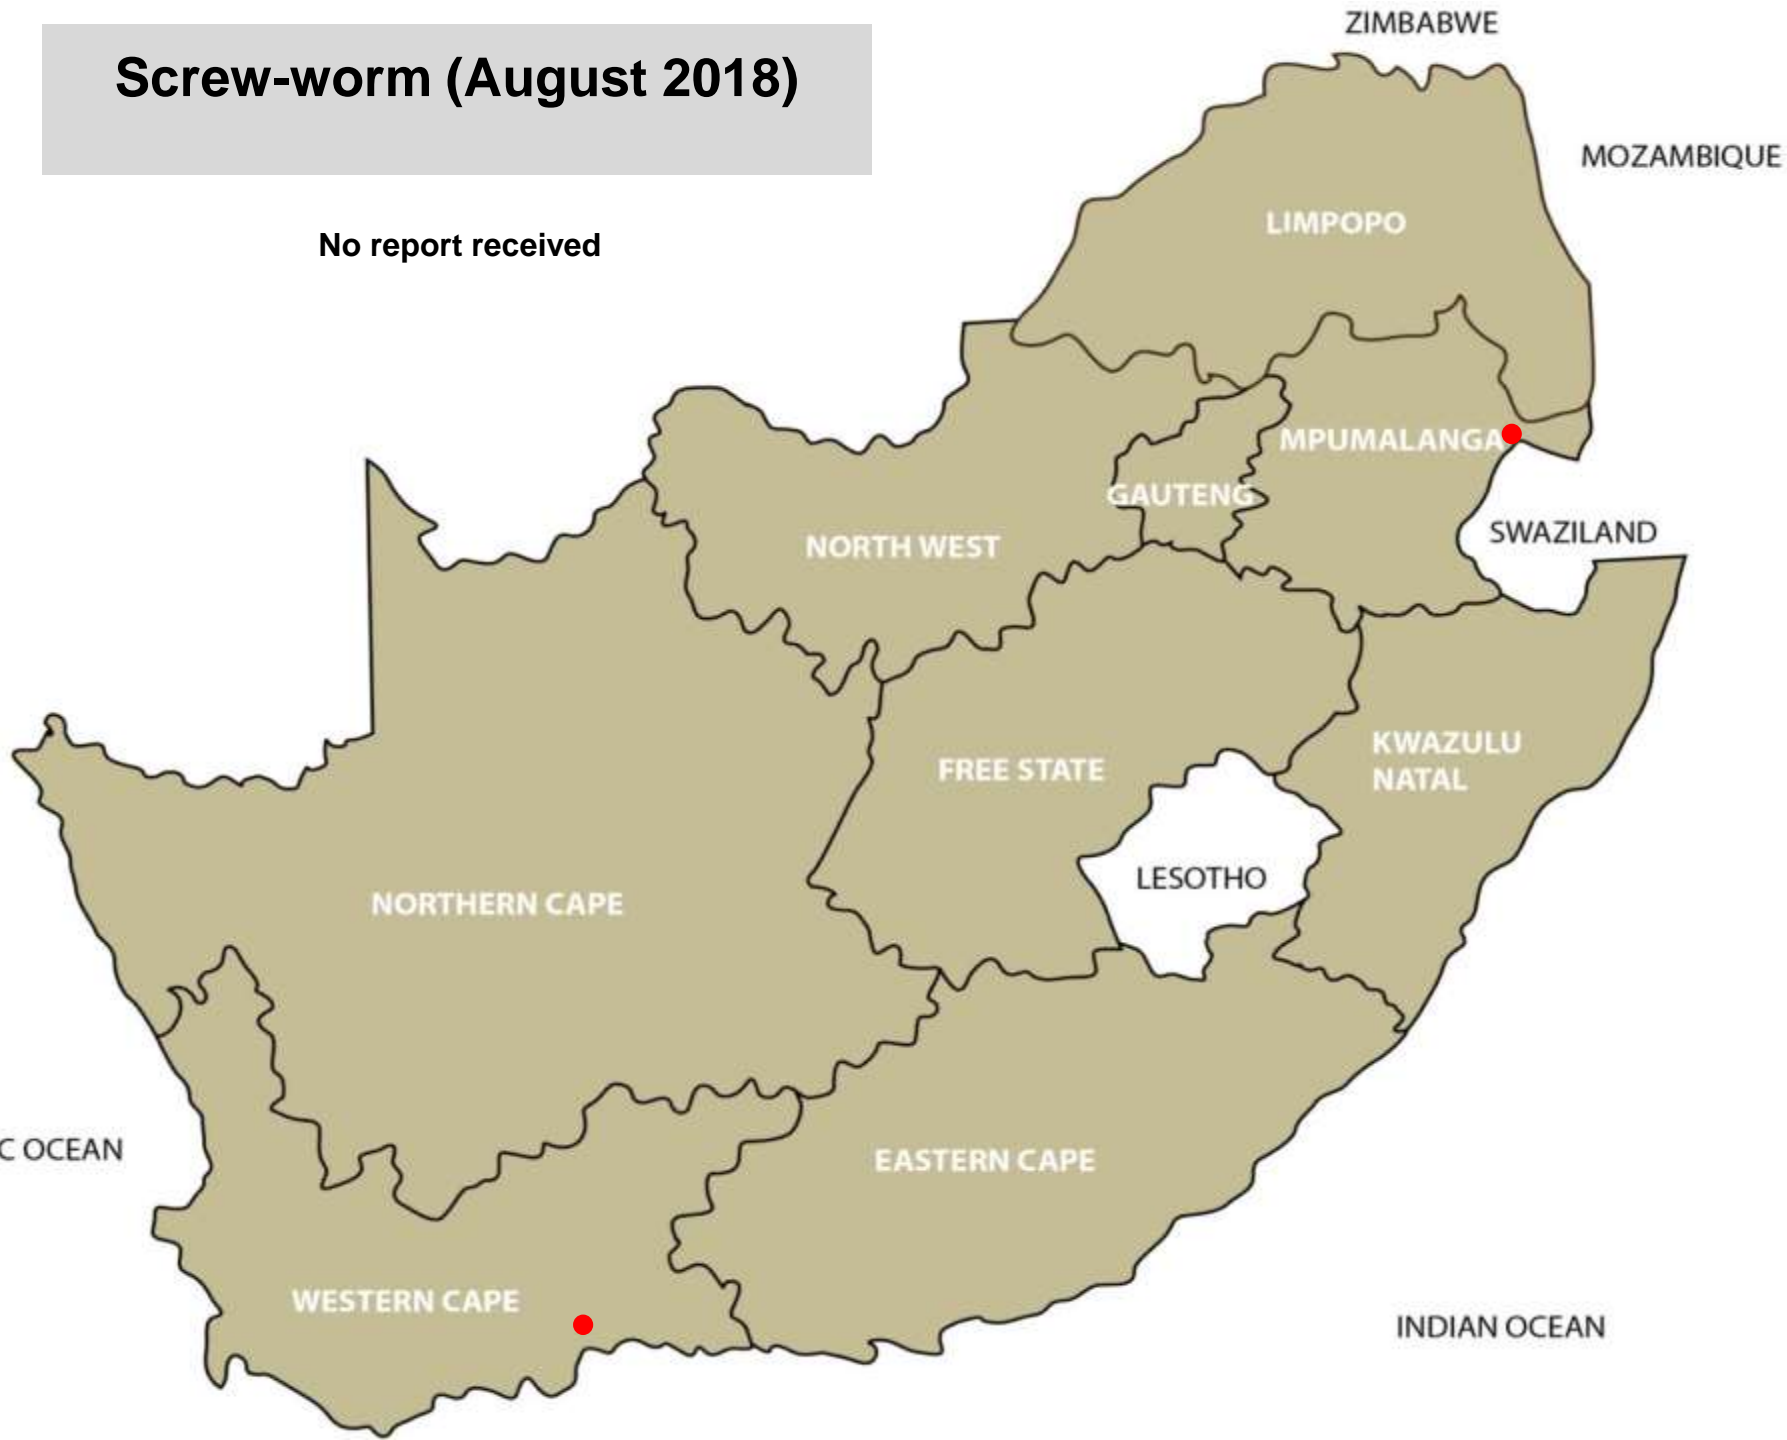 Screw-worm (August 2018)
No report received
ZIMBABWE
MOZAMBIQUE
LIMPOPO
MPUMALANGA
GAUTENG
SWAZILAND
NORTH WEST
KWAZULU
NATAL
FREE STATE
LESOTHO
NORTHERN CAPE
C OCEAN
EASTERN CAPE
WESTERN CAPE
INDIAN OCEAN